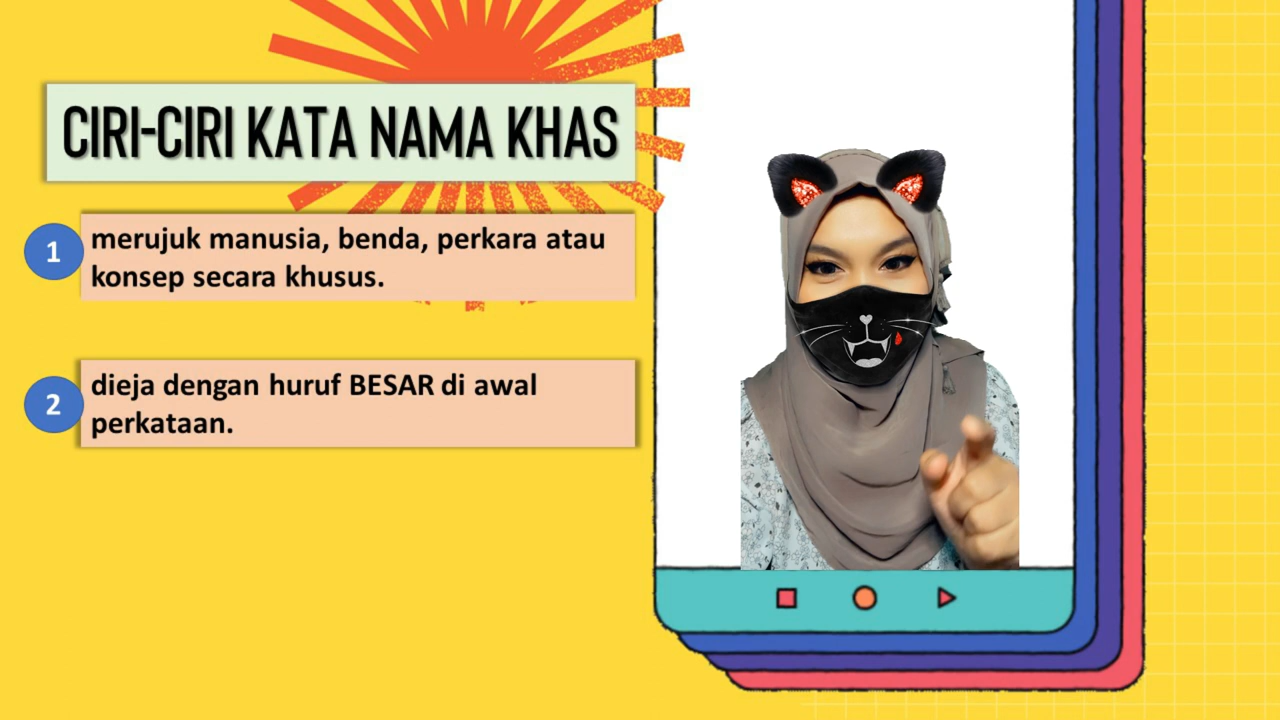 CIRI-CIRI KATA NAMA KHAS
1
merujuk manusia, benda, perkara atau
konsep secara khusus.
2
dieja dengan huruf BESAR di awal
perkataan.